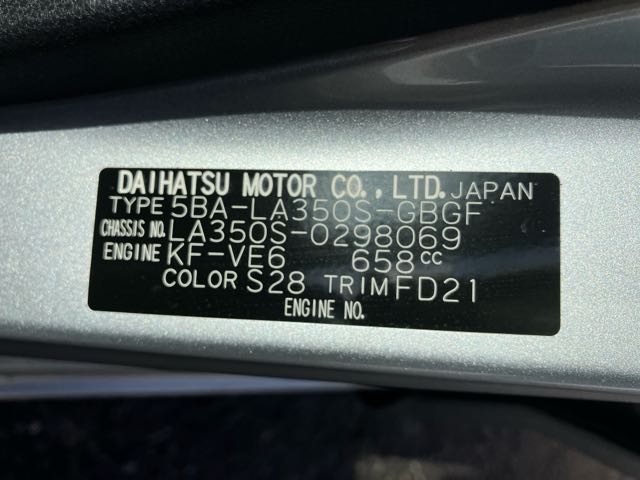 DAIHATSU MOTOR CO., LTD. JAPAN
TYPE 5BA-LA350S-GBGF
CHASSIS NO. LA350S-0298069
ENGINE KF-VE6 658cc
COLOR S28 TRIM FD21
ENGINE NO.